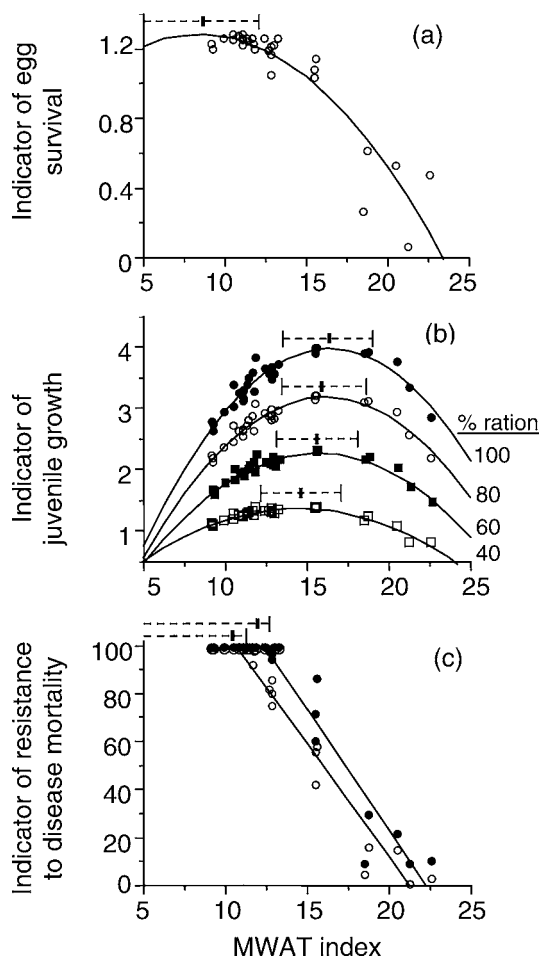 (a)
Indicator of egg
survival
1.2
0.8
0.4
0
5 10 15 20 25
(b)
Indicator of
juvenile growth
4
3
2
1
% ration
100
80
60
40
5 10 15 20 25
(c)
Indicator of resistance
to disease mortality
100
80
60
40
20
0
5 10 15 20 25
MWAT index